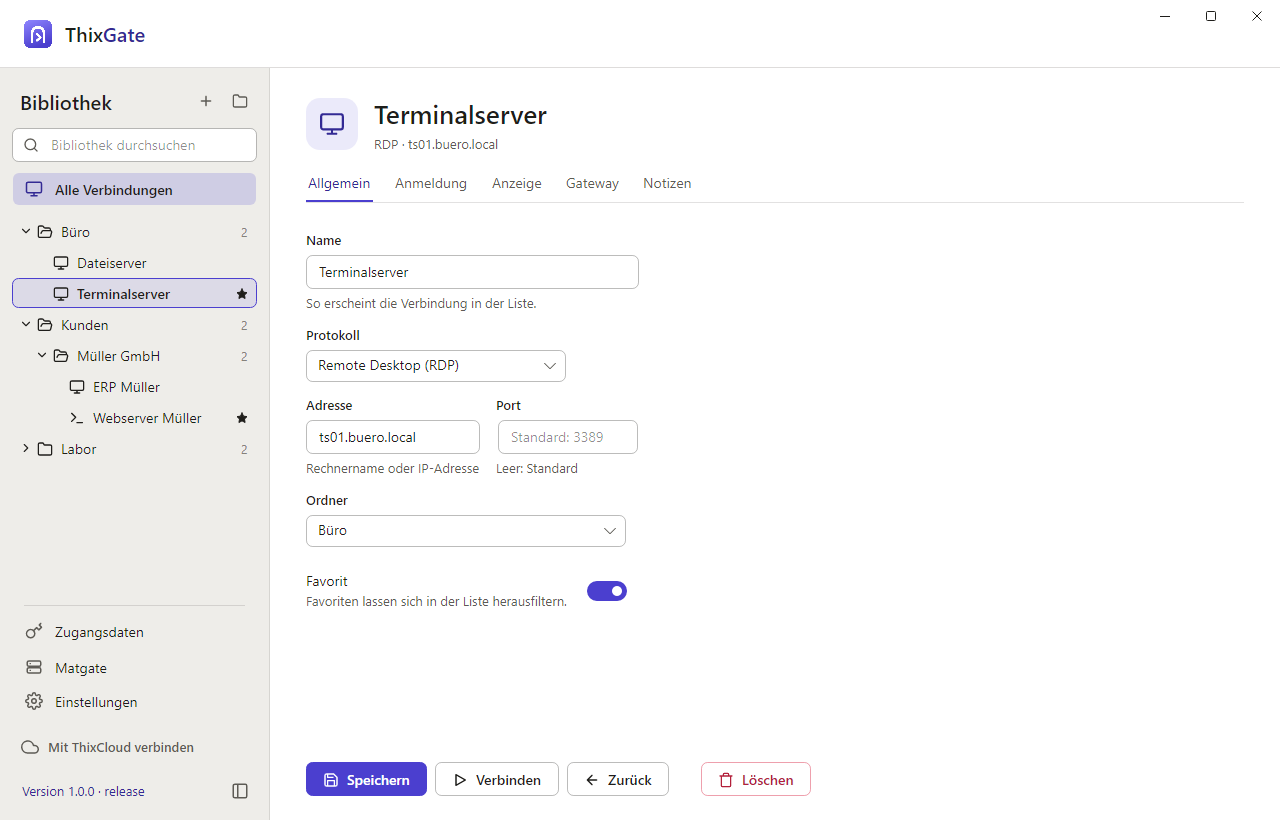 ThixGate
Bibliothek
Bibliothek durchsuchen
Alle Verbindungen
Büro 2
Dateiserver
Terminalserver
Kunden 2
Müller GmbH 2
ERP Müller
Webserver Müller
Labor 2
Zugangsdaten
Matgate
Einstellungen
Mit ThixCloud verbinden
Version 1.0.0 · release
Terminalserver
RDP · ts01.buero.local
Allgemein Anmeldung Anzeige Gateway Notizen
Name
Terminalserver
So erscheint die Verbindung in der Liste.
Protokoll
Remote Desktop (RDP)
Adresse Port
ts01.buero.local Standard: 3389
Rechnername oder IP-Adresse Leer: Standard
Ordner
Büro
Favorit
Favoriten lassen sich in der Liste herausfiltern.
Speichern Verbinden Zurück Löschen